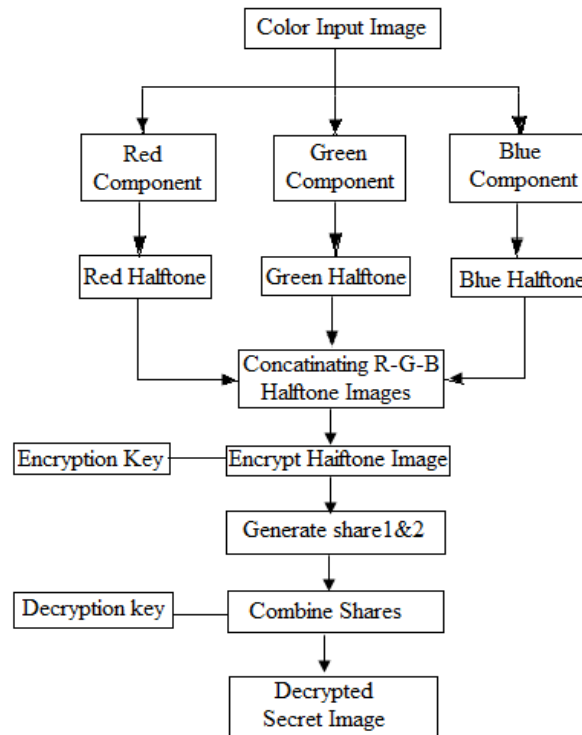 Color Input Image
Red
Component
Green
Component
Blue
Component
Red Halftone
Green Halftone
Blue Halftone
Concatinating R-G-B
Halftone Images
Encryption Key
Encrypt Haiftone Image
Generate share1&2
Decryption key
Combine Shares
Decrypted
Secret Image